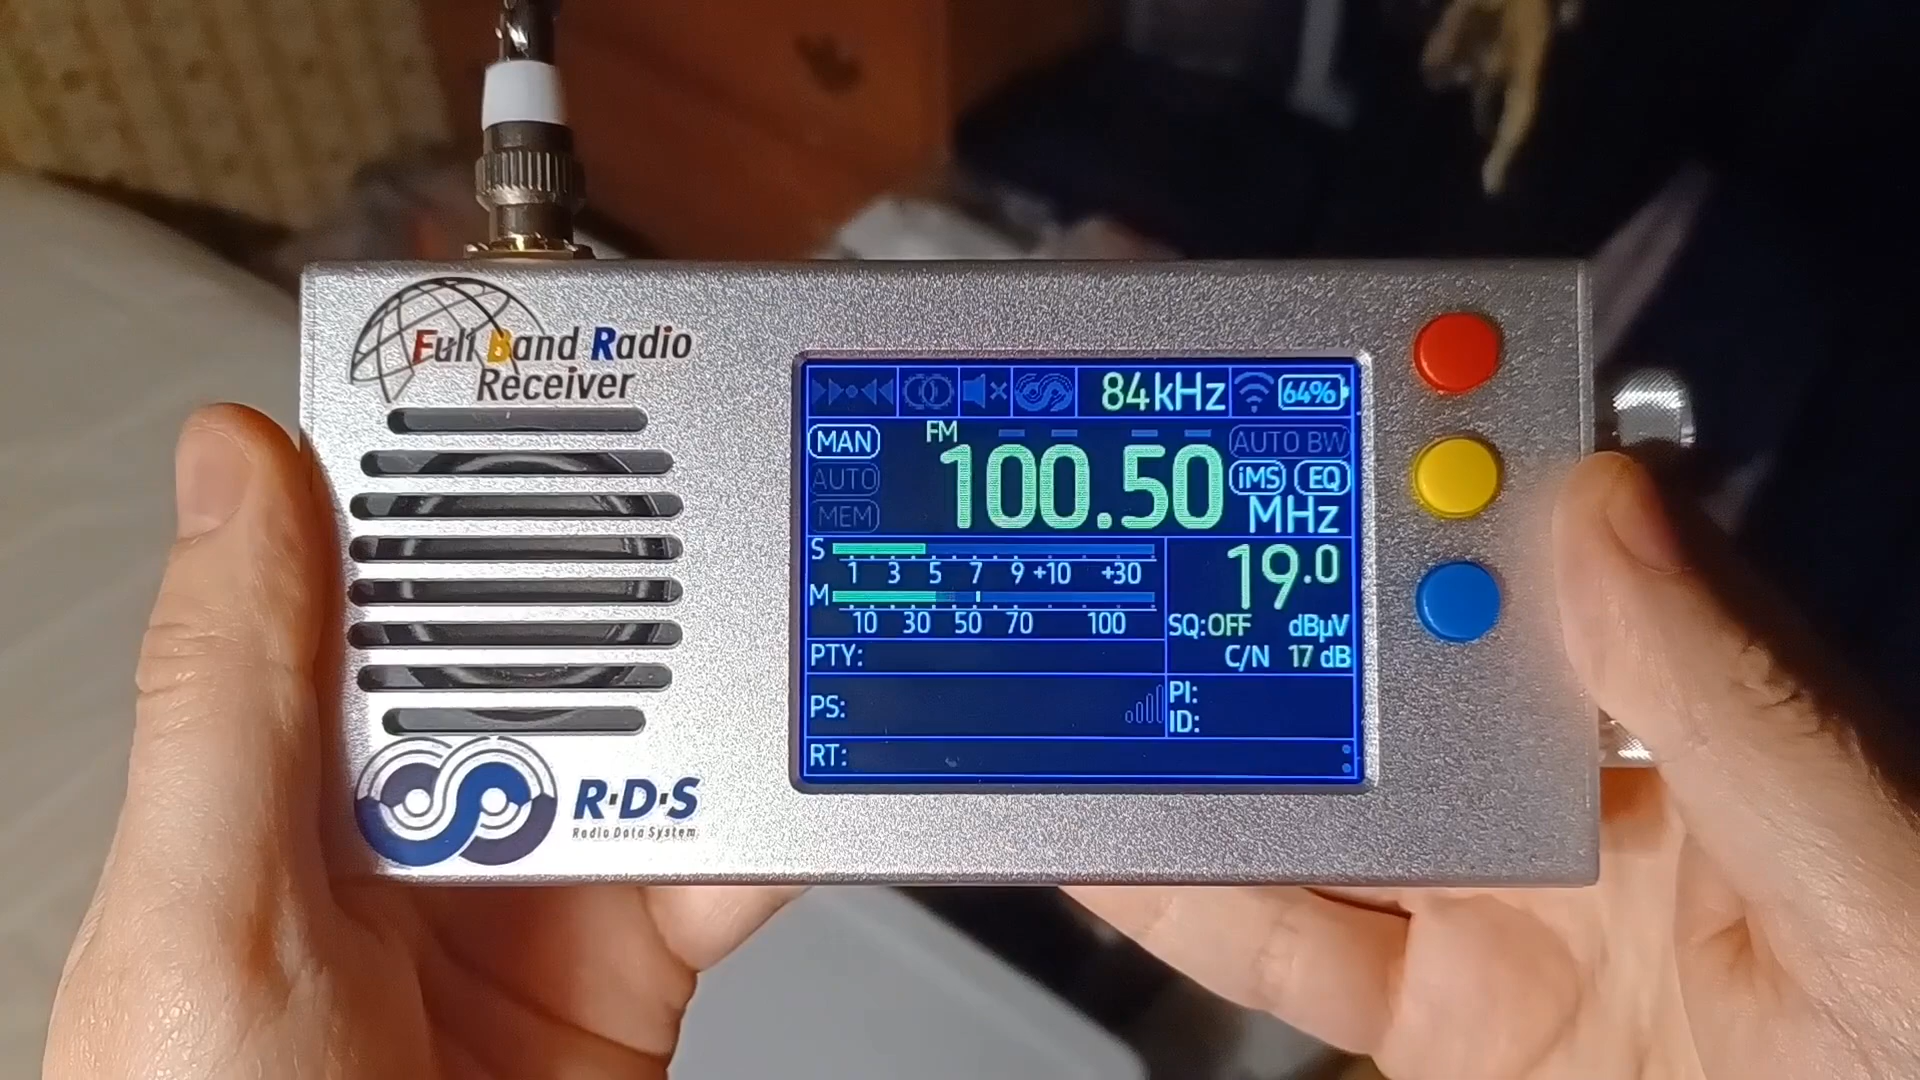 Full Band Radio
Receiver
R·D·S
Radio Data System
84kHz 64%
MAN FM AUTO BW
AUTO 100.50 iMS EQ
MEM MHz
S
1 3 5 7 9 +10 +30
M
10 30 50 70 100
19.0
SQ:OFF dBµV
C/N 17 dB
PTY:
PS:
PI:
ID:
RT: